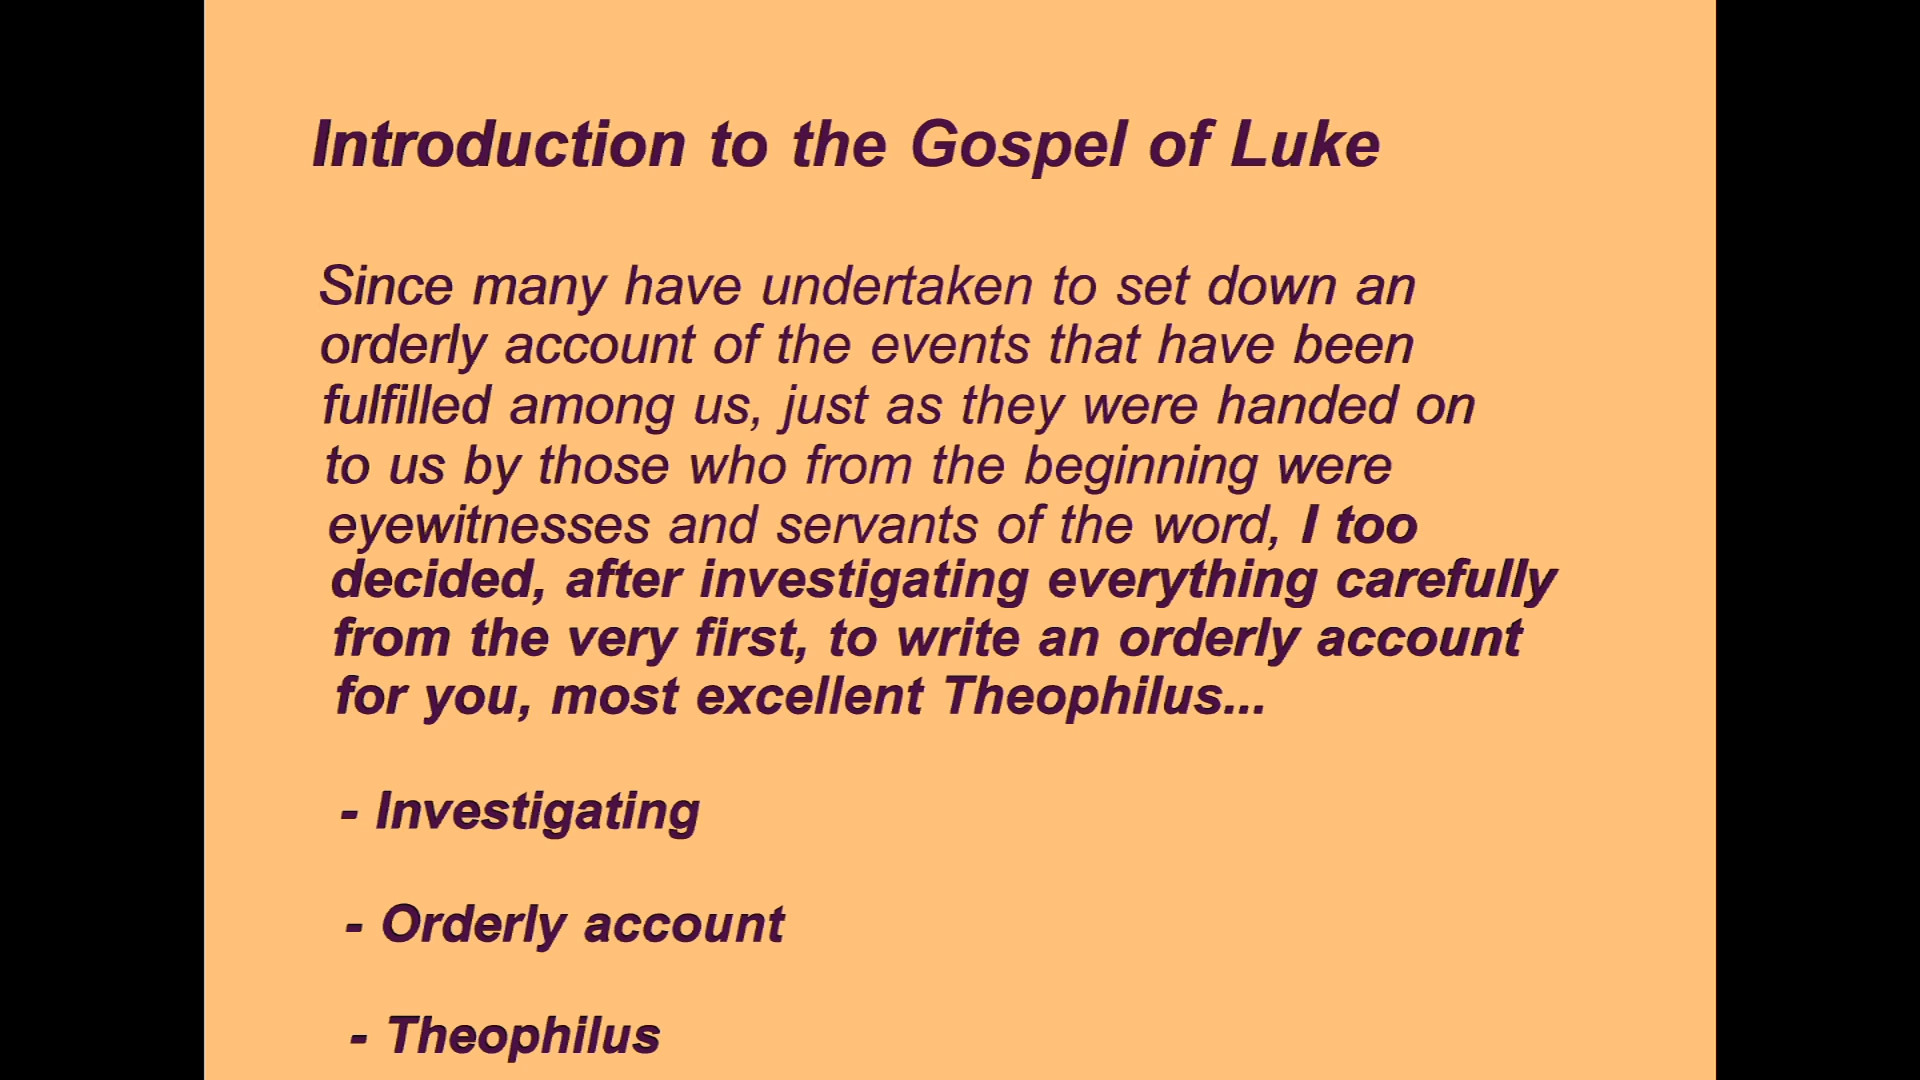 Introduction to the Gospel of Luke
Since many have undertaken to set down an
orderly account of the events that have been
fulfilled among us, just as they were handed on
to us by those who from the beginning were
eyewitnesses and servants of the word, I too
decided, after investigating everything carefully
from the very first, to write an orderly account
for you, most excellent Theophilus...
- Investigating
- Orderly account
- Theophilus